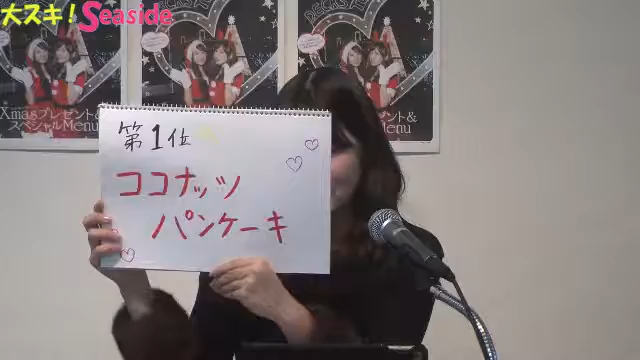 大スキ！Seaside
Xmasプレゼント&
スペシャルMenu
第1位
ココナッツ
パンケーキ